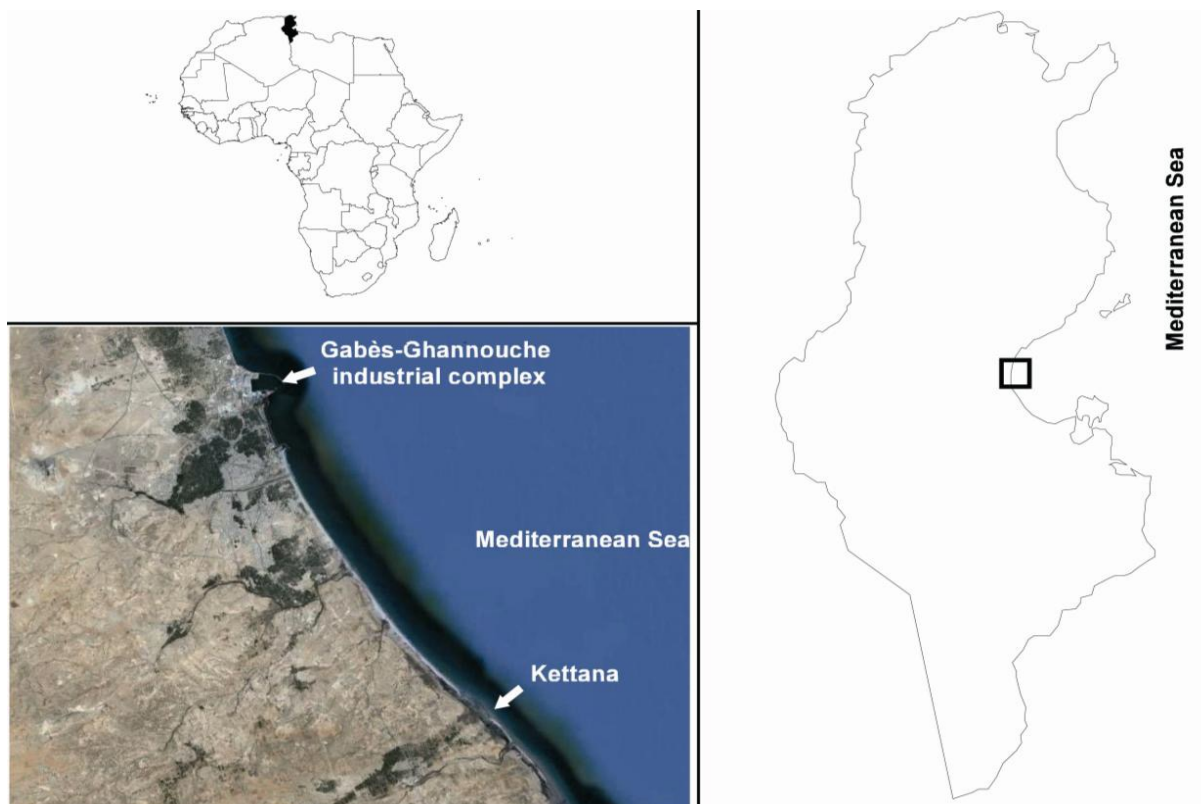 Gabès-Ghannouche
industrial complex
Mediterranean Sea
Kettana
Mediterranean Sea